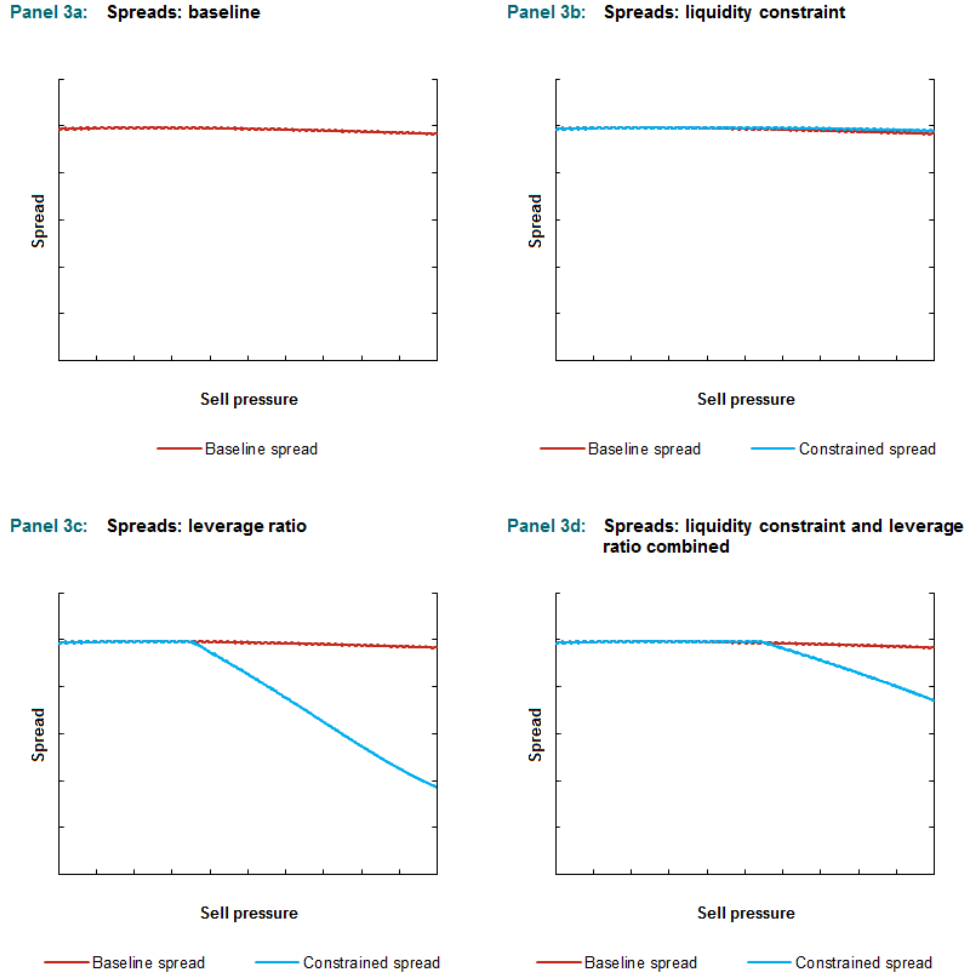 Panel 3a: Spreads: baseline
Spread
Sell pressure
Baseline spread
Panel 3b: Spreads: liquidity constraint
Spread
Sell pressure
Baseline spread Constrained spread
Panel 3c: Spreads: leverage ratio
Spread
Sell pressure
Baseline spread Constrained spread
Panel 3d: Spreads: liquidity constraint and leverage
ratio combined
Spread
Sell pressure
Baseline spread Constrained spread